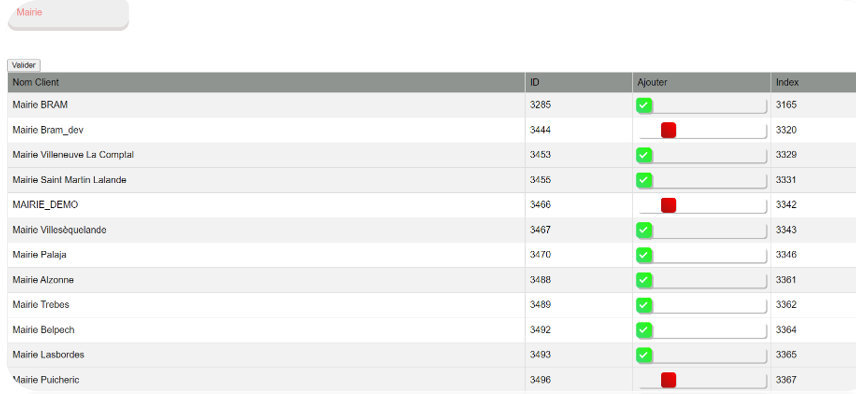 Mairie
Valider
Nom Client ID Ajouter Index
Mairie BRAM 3285 3165
Mairie Bram_dev 3444 3320
Mairie Villeneuve La Comptal 3453 3329
Mairie Saint Martin Lalande 3455 3331
MAIRIE_DEMO 3466 3342
Mairie Villesèquelande 3467 3343
Mairie Palaja 3470 3346
Mairie Alzonne 3488 3361
Mairie Trebes 3489 3362
Mairie Belpech 3492 3364
Mairie Lasbordes 3493 3365
Mairie Puicheric 3496 3367